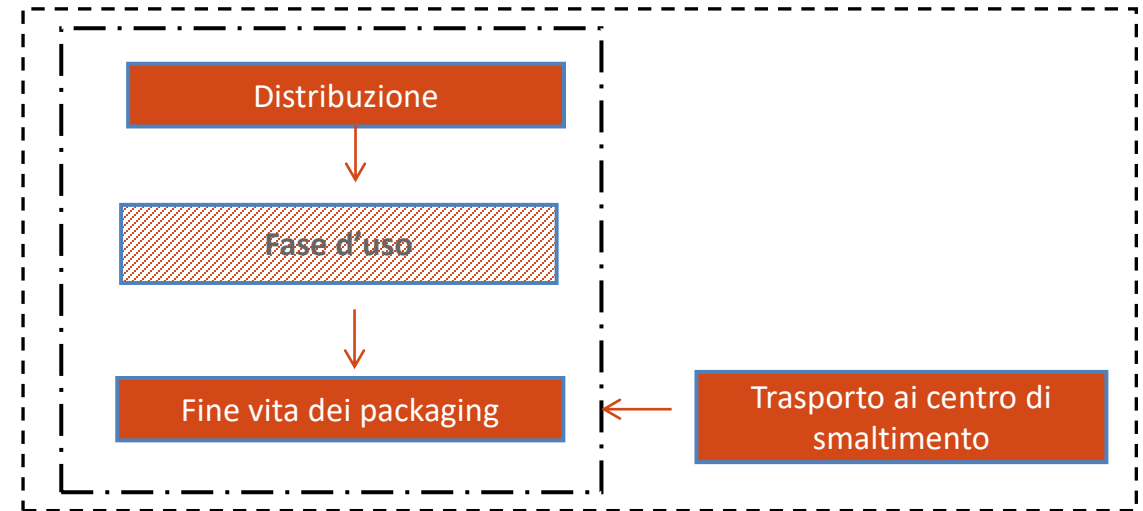 Distribuzione
Fase d'uso
Fine vita dei packaging
Trasporto ai centro di
smaltimento